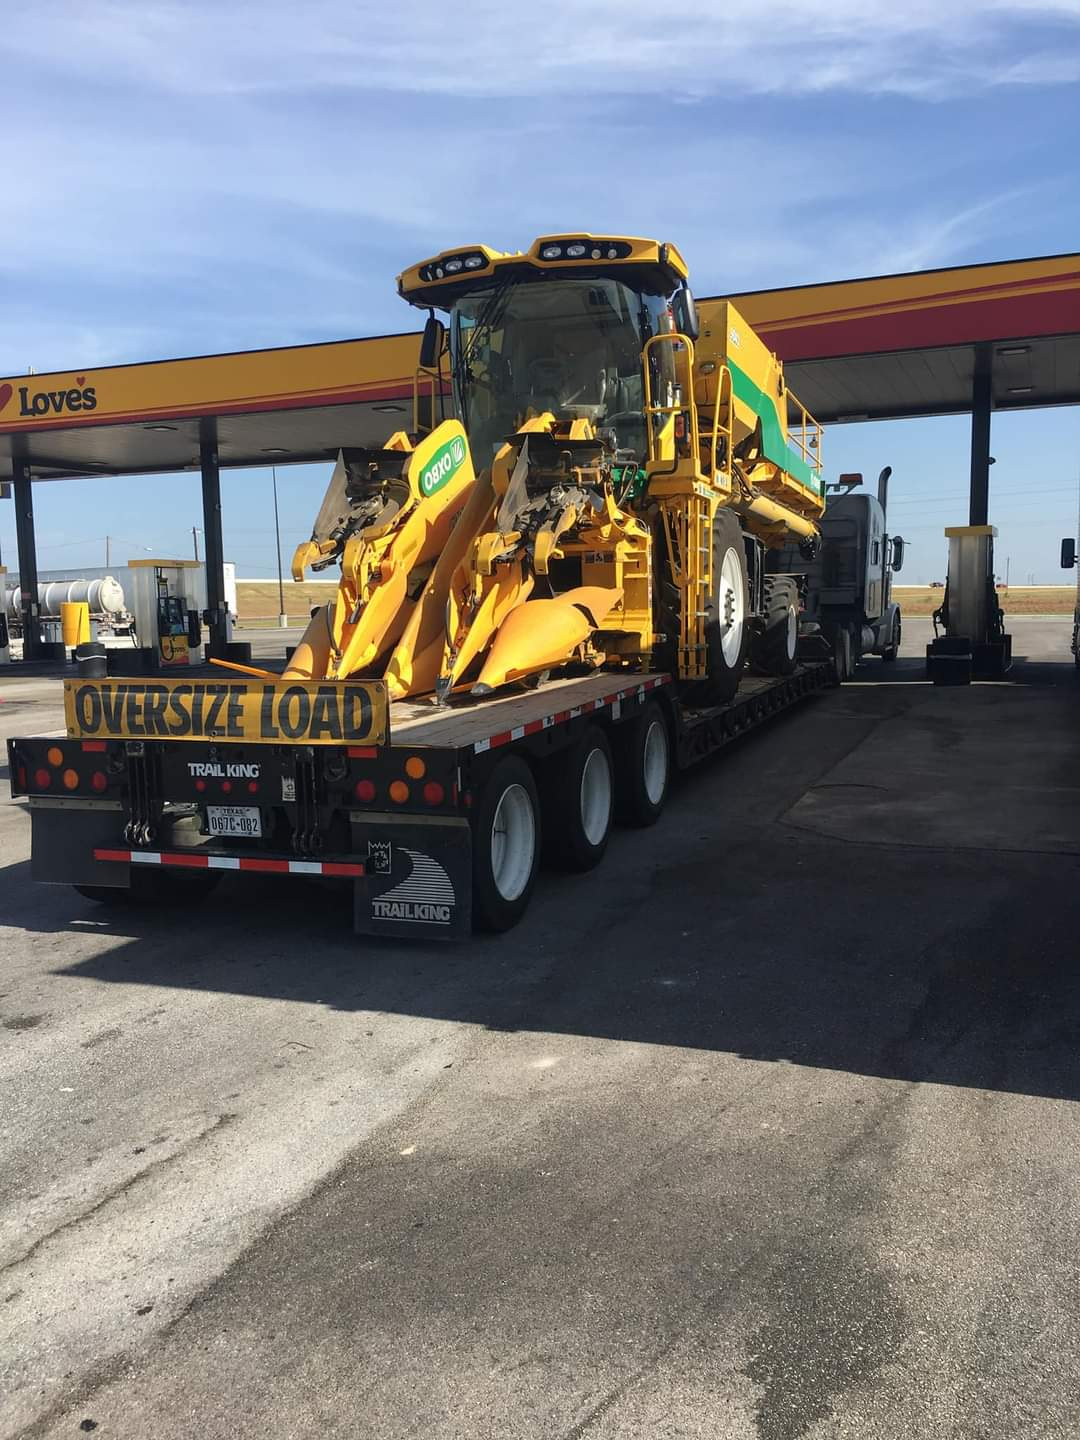 Love's
OXBO
OVERSIZE LOAD
TRAIL KING
TEXAS
067C-082
TRAIL KING